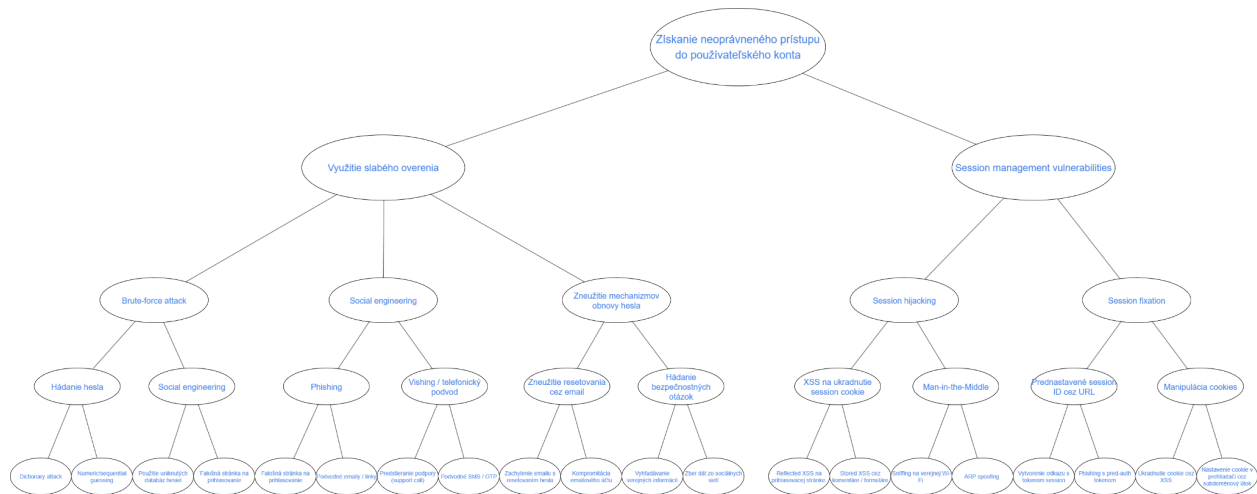 Získanie neoprávneného prístupu
do používateľského konta
Využitie slabého overenia
Session management vulnerabilities
Brute-force attack
Social engineering
Zneužitie mechanizmov
obnovy hesla
Session hijacking
Session fixation
Hádanie hesla
Social engineering
Phishing
Vishing / telefonický
podvod
Zneužitie resetovania
cez email
Hádanie
bezpečnostných
otázok
XSS na ukradnutie
session cookie
Man-in-the-Middle
Prednastavené session
ID cez URL
Manipulácia cookies
Dictionary attack
Numeric/sequential
guessing
Použitie uniknutých
databáz hesiel
Falošná stránka na
prihlasovanie
Falošná stránka na
prihlasovanie
Podvodné emaily / linky
Predstieranie podpory
(support call)
Podvodné SMS / OTP
Zachytenie emailu s
resetovaním hesla
Kompromitácia
emailového účtu
Vyhľadávanie
verejných informácií
Zber dát zo sociálnych
sietí
Reflected XSS na
prihlasovacej stránke
Stored XSS cez
komentáre / formuláre
Sniffing na verejnej Wi-
Fi
ARP spoofing
Vytvorenie odkazu s
tokenom session
Phishing s pred-auth
tokenom
Ukradnutie cookie cez
XSS
Nastavenie cookie v
prehliadači cez
subdoménový útok